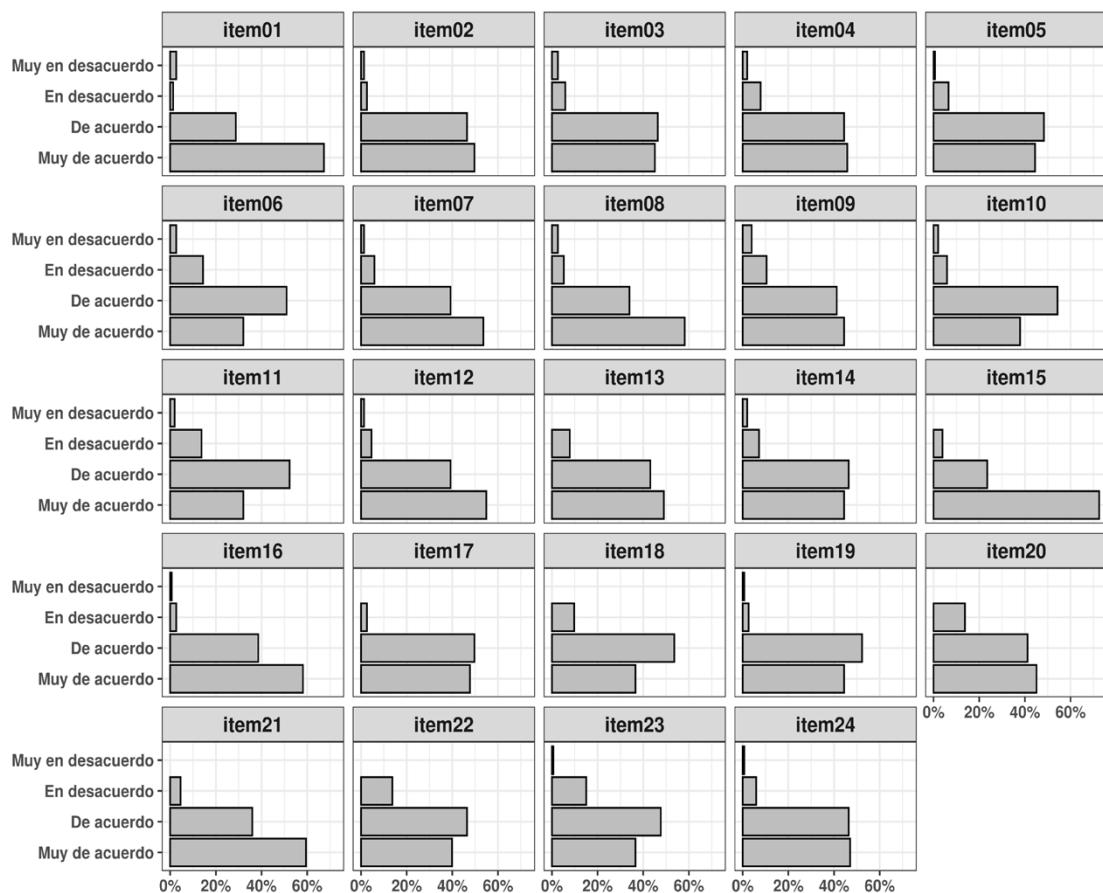 item01 item02 item03 item04 item05
Muy en desacuerdo
En desacuerdo
De acuerdo
Muy de acuerdo
item06 item07 item08 item09 item10
Muy en desacuerdo
En desacuerdo
De acuerdo
Muy de acuerdo
item11 item12 item13 item14 item15
Muy en desacuerdo
En desacuerdo
De acuerdo
Muy de acuerdo
item16 item17 item18 item19 item20
Muy en desacuerdo
En desacuerdo
De acuerdo
Muy de acuerdo
0% 20% 40% 60%
item21 item22 item23 item24
Muy en desacuerdo
En desacuerdo
De acuerdo
Muy de acuerdo
0% 20% 40% 60% 0% 20% 40% 60% 0% 20% 40% 60% 0% 20% 40% 60%